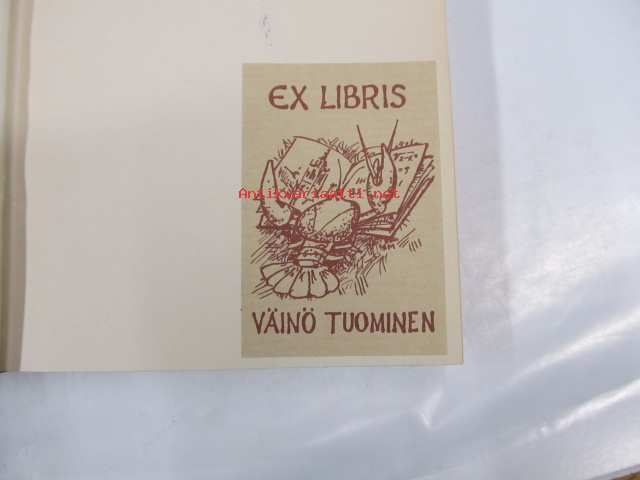 EX LIBRIS
Antikvariaatti.net
VÄINÖ TUOMINEN